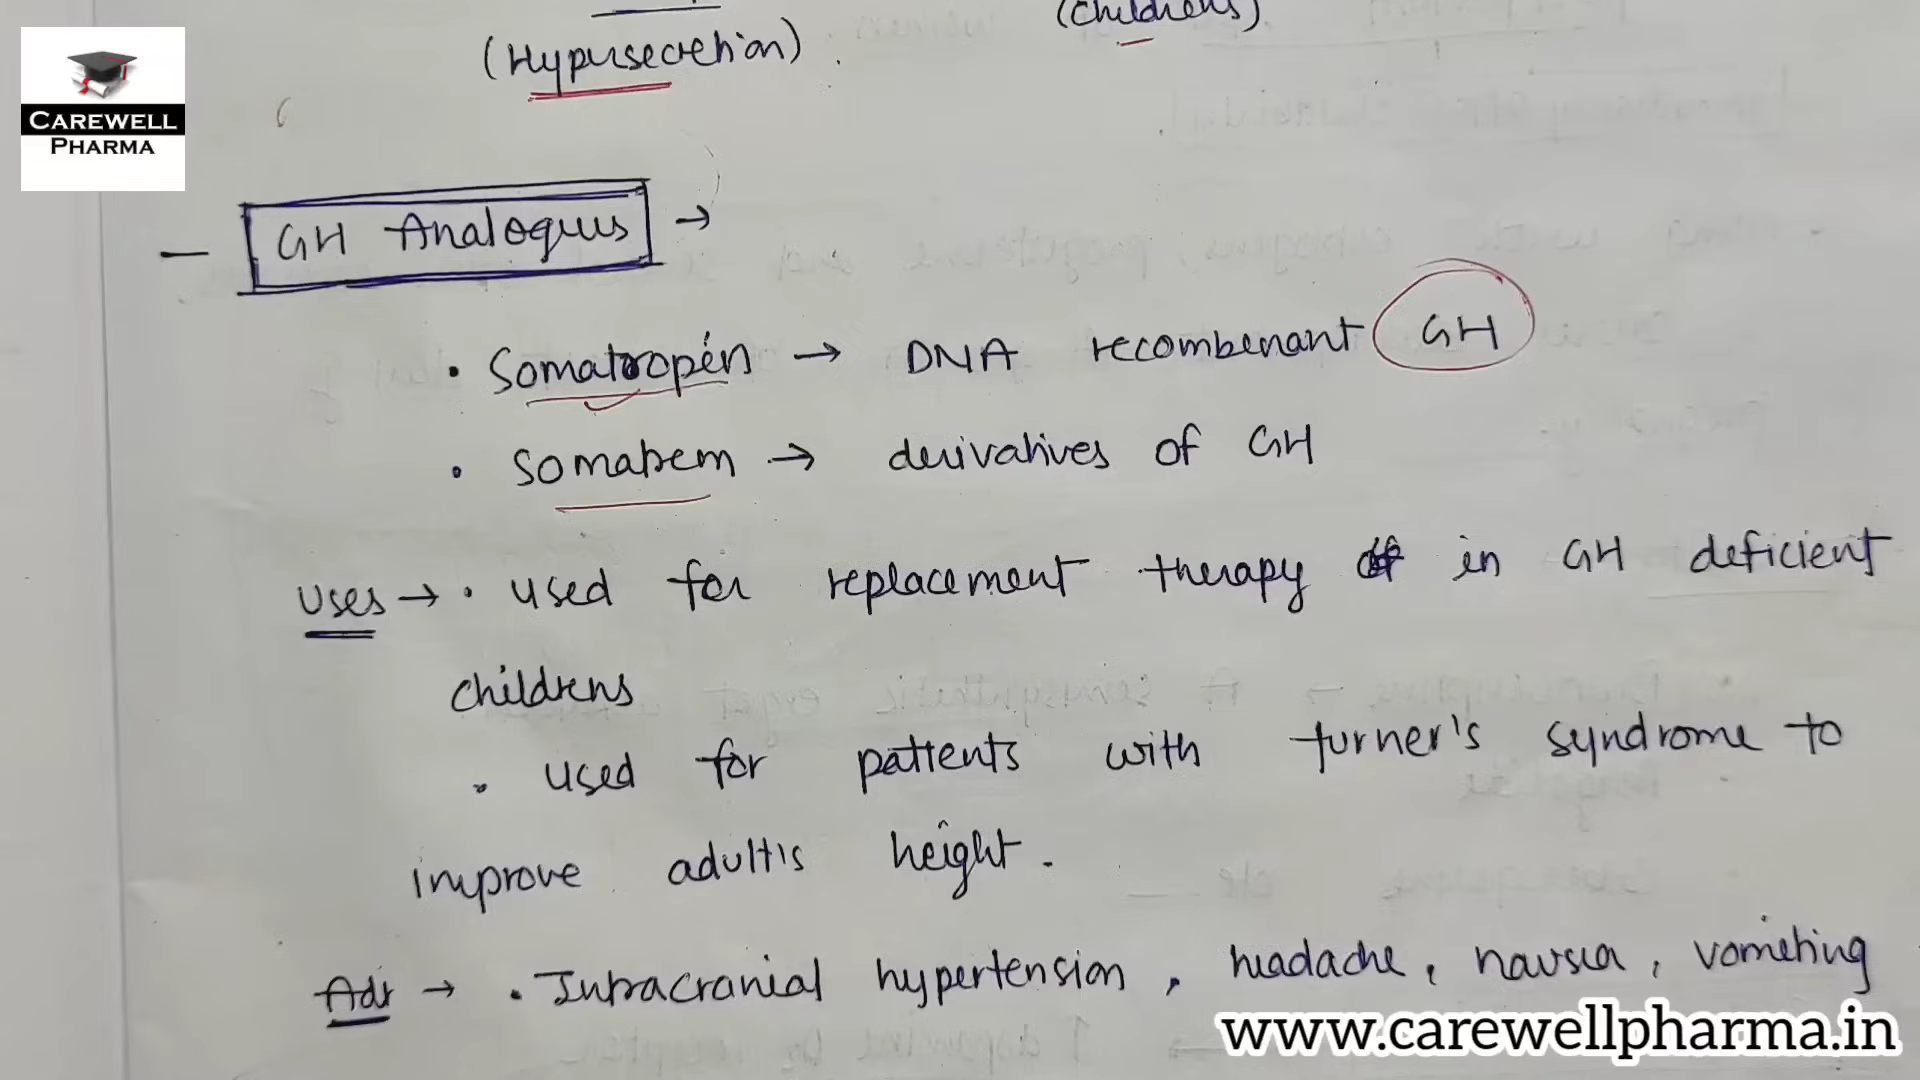 (Childrens)
(Hypersecretion).
CAREWELL
PHARMA
— GH Analogues →
• Somatropin → DNA recombenant GH
• Somatrem → derivatives of GH
Uses → • used for replacement therapy in GH deficient
childrens
• used for patients with turner's syndrome to
improve adult's height.
Adr → • Intracranial hypertension, headache, nausea, vometing
www.carewellpharma.in